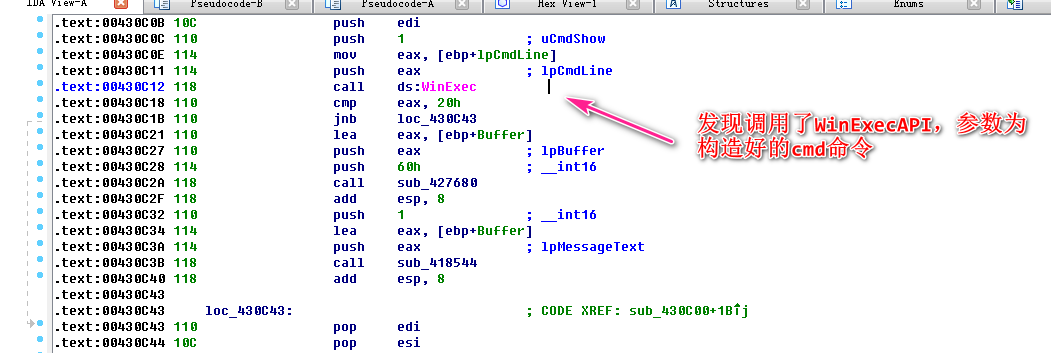 IDA View-A Pseudocode-B Pseudocode-A Hex View-1 Structures Enums
.text:00430C0B 10C push edi
.text:00430C0C 110 push 1 ; uCmdShow
.text:00430C0E 114 mov eax, [ebp+lpCmdLine]
.text:00430C11 114 push eax ; lpCmdLine
.text:00430C12 118 call ds:WinExec
.text:00430C18 110 cmp eax, 20h
.text:00430C1B 110 jnb loc_430C43
.text:00430C21 110 lea eax, [ebp+Buffer]
.text:00430C27 110 push eax ; lpBuffer
.text:00430C28 114 push 60h ; __int16
.text:00430C2A 118 call sub_427680
.text:00430C2F 118 add esp, 8
.text:00430C32 110 push 1 ; __int16
.text:00430C34 114 lea eax, [ebp+Buffer]
.text:00430C3A 114 push eax ; lpMessageText
.text:00430C3B 118 call sub_418544
.text:00430C40 118 add esp, 8
.text:00430C43
.text:00430C43 loc_430C43: ; CODE XREF: sub_430C00+1B↑j
.text:00430C43 110 pop edi
.text:00430C44 10C pop esi
发现调用了WinExecAPI，参数为
构造好的cmd命令